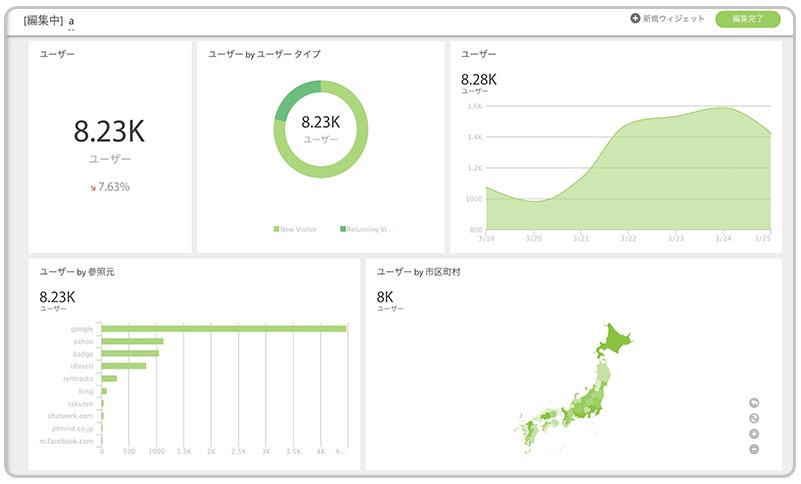 [編集中] a
新規ウィジェット
編集完了
ユーザー
8.23K
ユーザー
7.63%
ユーザー by ユーザー タイプ
8.23K
ユーザー
New Visitor
Returning Vi...
ユーザー
8.28K
ユーザー
1.6K
1.4K
1.2K
1000
800
3/19 3/20 3/21 3/22 3/23 3/24 3/25
ユーザー by 参照元
8.23K
ユーザー
google
yahoo
badge
(direct)
rentracks
bing
rakuten
chatwork.com
ptmind.co.jp
m.facebook.com
0 500 1000 1.5K 2K 2.5K 3K 3.5K 4K 4...
ユーザー by 市区町村
8K
ユーザー